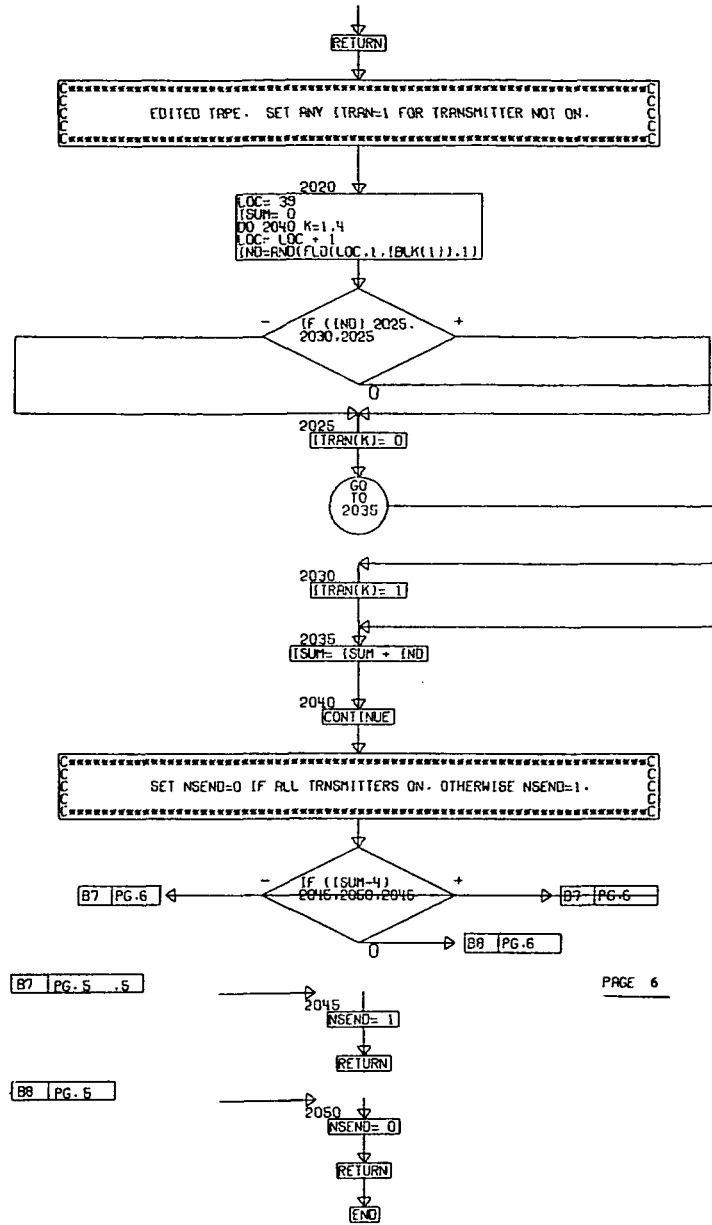 RETURN
C************************************************************C
C
C EDITED TAPE. SET ANY ITRAN=1 FOR TRANSMITTER NOT ON. C
C
C************************************************************C
2020
LOC= 39
ISUM= 0
DO 2040 K=1,4
LOC= LOC + 1
IND=AND(FLD(LOC,1,IBLK(1)),1)
- IF (IND) 2025, +
2030,2025
0
2025
ITRAN(K)= 0
GO
TO
2035
2030
ITRAN(K)= 1
2035
ISUM= ISUM + IND
2040
CONTINUE
C************************************************************C
C
C SET NSEND=0 IF ALL TRNSMITTERS ON. OTHERWISE NSEND=1. C
C
C************************************************************C
- IF (ISUM-4) +
B7 PG.6 2045,2050,2045 B7 PG.6
0 B8 PG.6
B7 PG.5 .5 PAGE 6
2045
NSEND= 1
RETURN
B8 PG.5
2050
NSEND= 0
RETURN
END